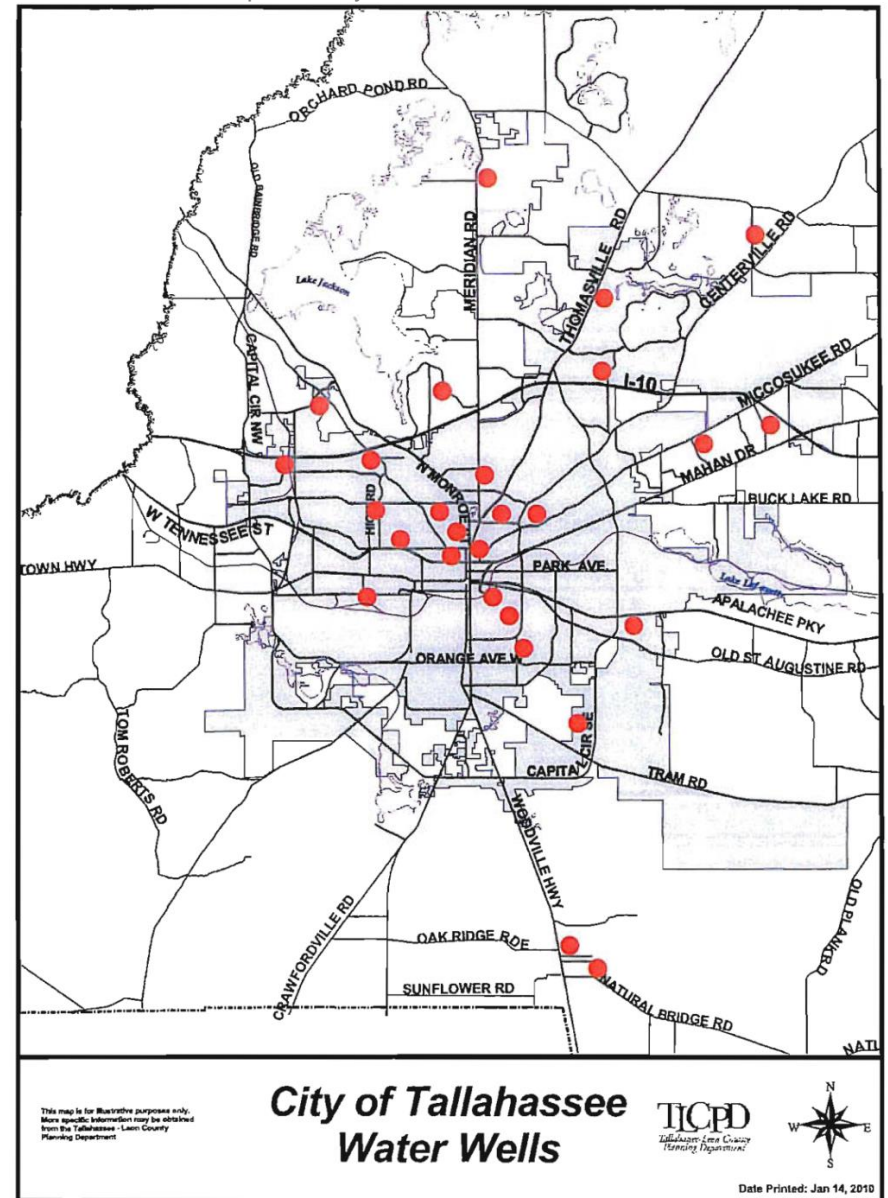 ORCHARD POND RD
OLD BAINBRIDGE RD
MERIDIAN RD
THOMASVILLE RD
CENTERVILLE RD
Lake Jackson
CAPITAL CIR NW
I-10
MICCOSUKEE RD
MAHAN DR
N MONROE
BUCK LAKE RD
W TENNESSEE ST
TOWN HWY
PARK AVE.
APALACHEE PKY
ORANGE AVE W
OLD ST AUGUSTINE RD
TOM ROBERTS RD
CAPITAL CIR SE
TRAM RD
WOODVILLE HWY
OLD PLANK RD
CRAWFORDVILLE RD
OAK RIDGE RD E
SUNFLOWER RD
NATURAL BRIDGE RD
NATU
This map is for illustrative purposes only.
More specific information may be obtained
from the Tallahassee - Leon County
Planning Department
City of Tallahassee
Water Wells
TLCPD
Tallahassee-Leon County
Planning Department
N
W E
S
Date Printed: Jan 14, 2010